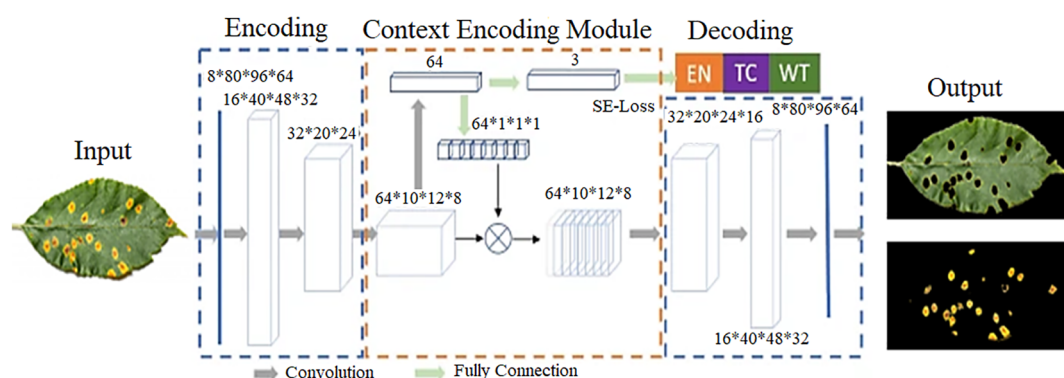 Encoding
Context Encoding Module
Decoding
8*80*96*64
16*40*48*32
32*20*24
64
3
EN TC WT
SE-Loss
64*1*1*1
64*10*12*8
64*10*12*8
32*20*24*16
8*80*96*64
16*40*48*32
Input
Output
Convolution
Fully Connection